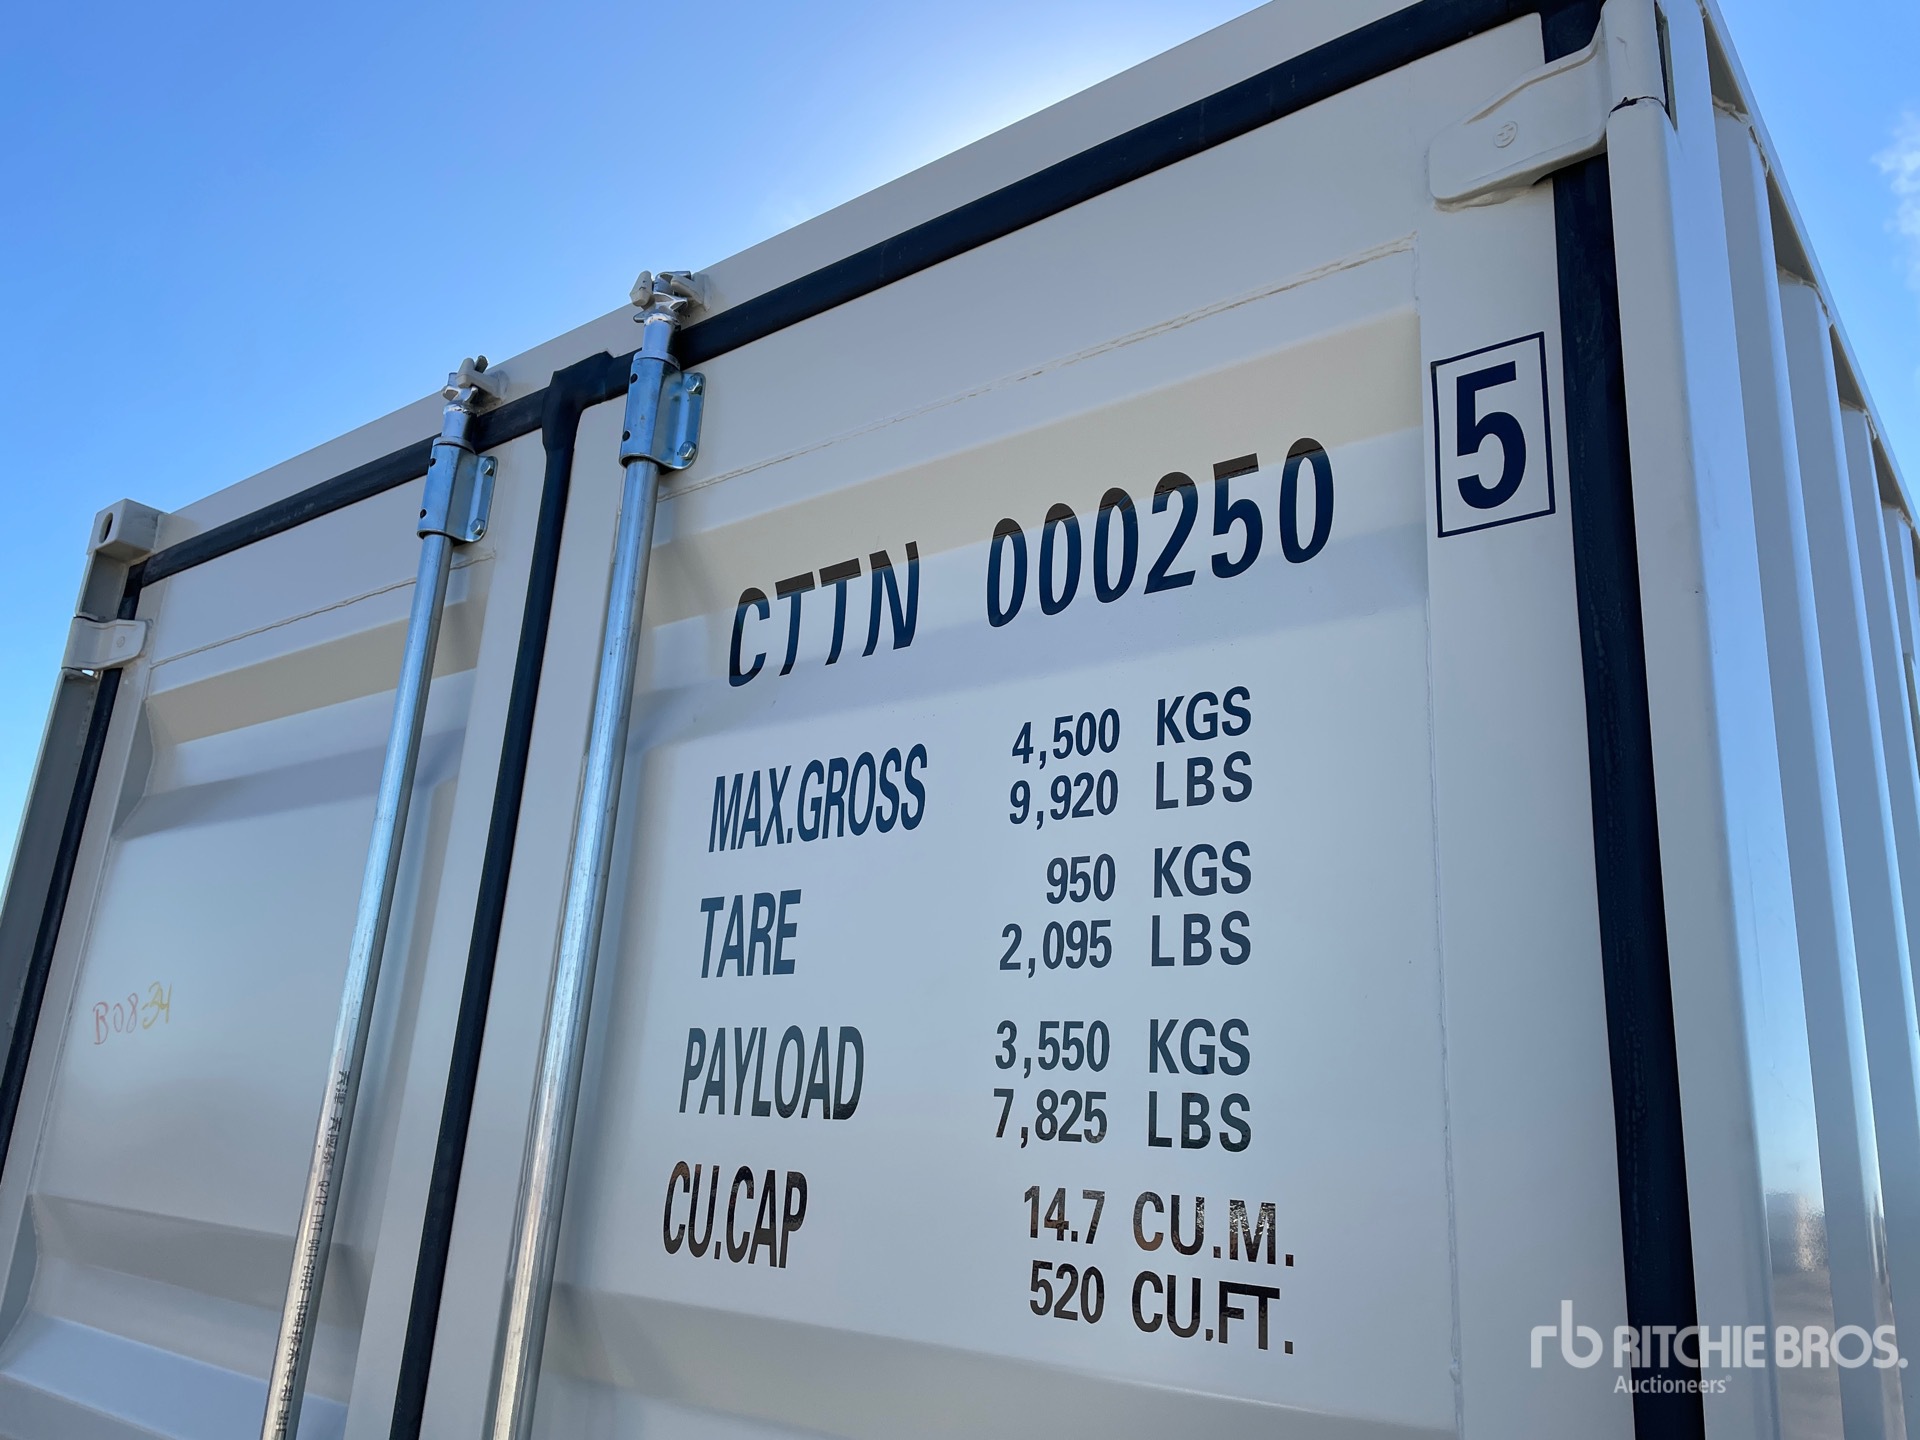 CTTN 000250 5
MAX.GROSS 4,500 KGS
9,920 LBS
TARE 950 KGS
2,095 LBS
PAYLOAD 3,550 KGS
7,825 LBS
CU.CAP 14.7 CU.M.
520 CU.FT.
B08-34
rb RITCHIE BROS.
Auctioneers